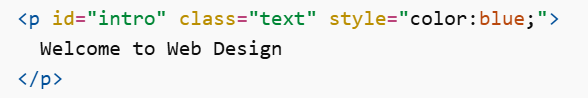 <p id="intro" class="text" style="color:blue;">
  Welcome to Web Design
</p>